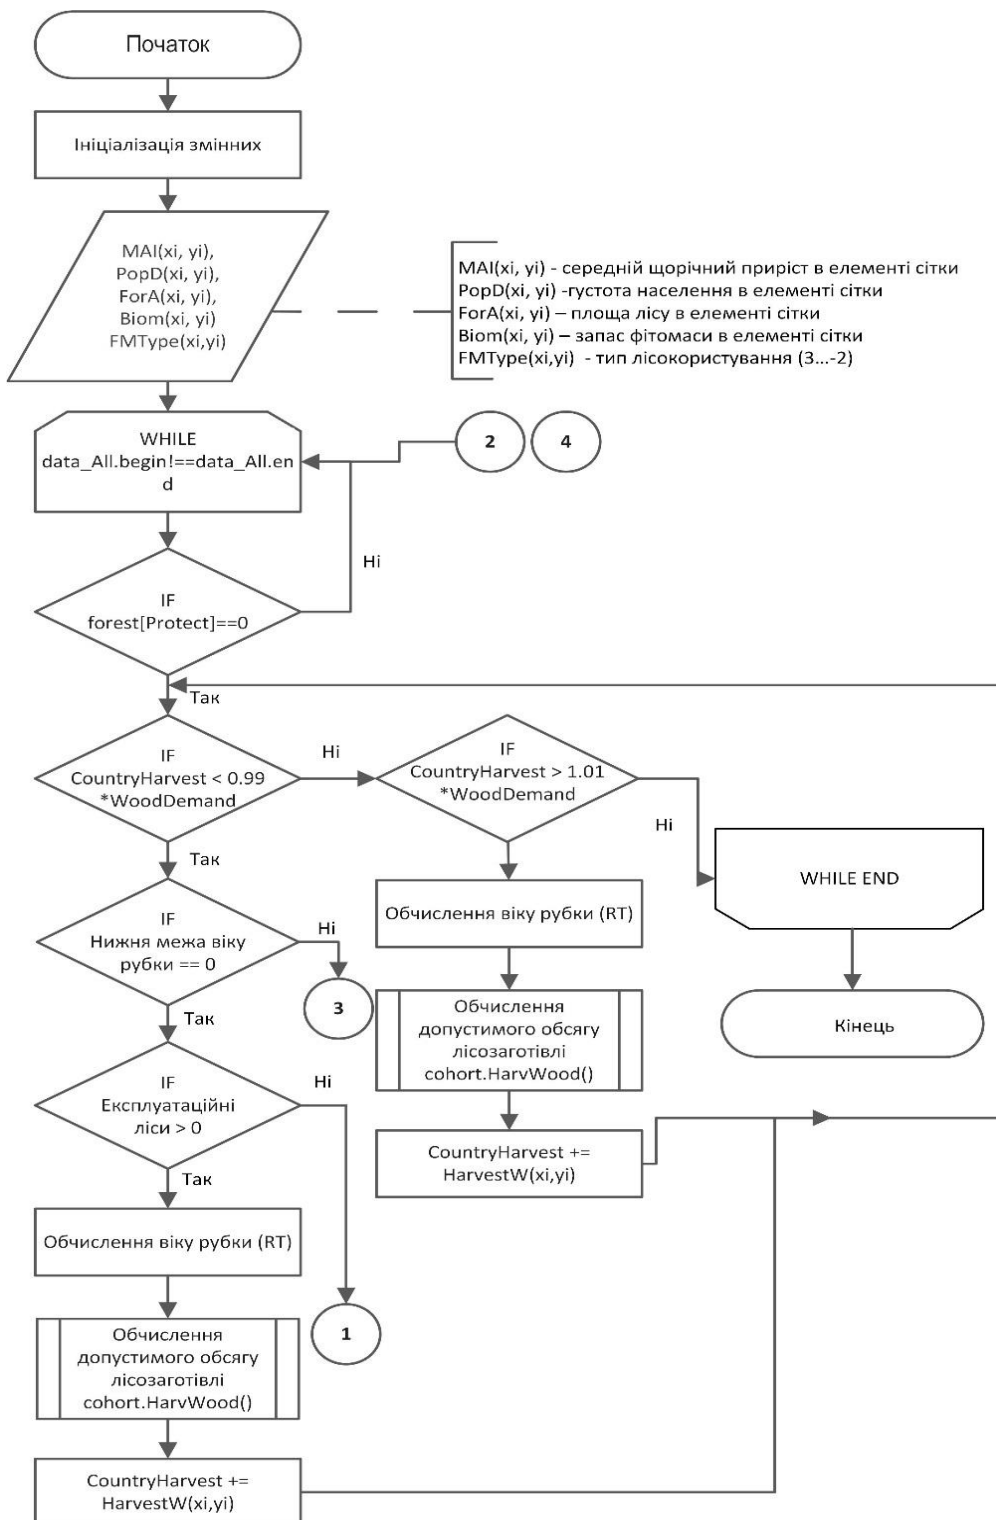 Початок
Ініціалізація змінних
MAI(xi, yi),
PopD(xi, yi),
ForA(xi, yi),
Biom(xi, yi)
FMType(xi,yi)
MAI(xi, yi) - середній щорічний приріст в елементі сітки
PopD(xi, yi) -густота населення в елементі сітки
ForA(xi, yi) – площа лісу в елементі сітки
Biom(xi, yi) – запас фітомаси в елементі сітки
FMType(xi,yi)  - тип лісокористування (3...-2)
WHILE
data_All.begin!==data_All.en
d
2
4
Ні
IF
forest[Protect]==0
Так
IF
CountryHarvest < 0.99
*WoodDemand
Ні
IF
CountryHarvest > 1.01
*WoodDemand
Ні
WHILE END
Кінець
Так
IF
Нижня межа віку
рубки == 0
Ні
3
Обчислення віку рубки (RT)
Обчислення
допустимого обсягу
лісозаготівлі
cohort.HarvWood()
CountryHarvest +=
HarvestW(xi,yi)
Так
IF
Експлуатаційні
ліси > 0
Ні
1
Так
Обчислення віку рубки (RT)
Обчислення
допустимого обсягу
лісозаготівлі
cohort.HarvWood()
CountryHarvest +=
HarvestW(xi,yi)